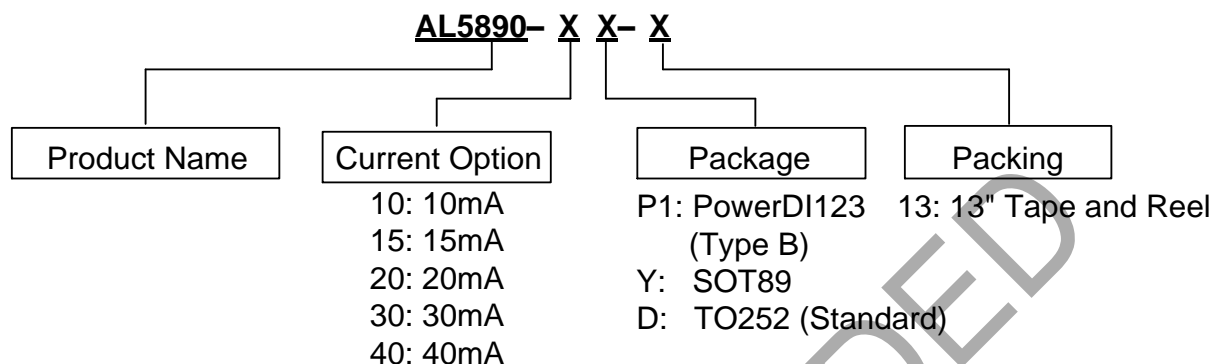 AL5890– X X– X
Product Name Current Option Package Packing
10: 10mA
15: 15mA
20: 20mA
30: 30mA
40: 40mA
P1: PowerDI123
(Type B)
Y: SOT89
D: TO252 (Standard)
13: 13" Tape and Reel
DED